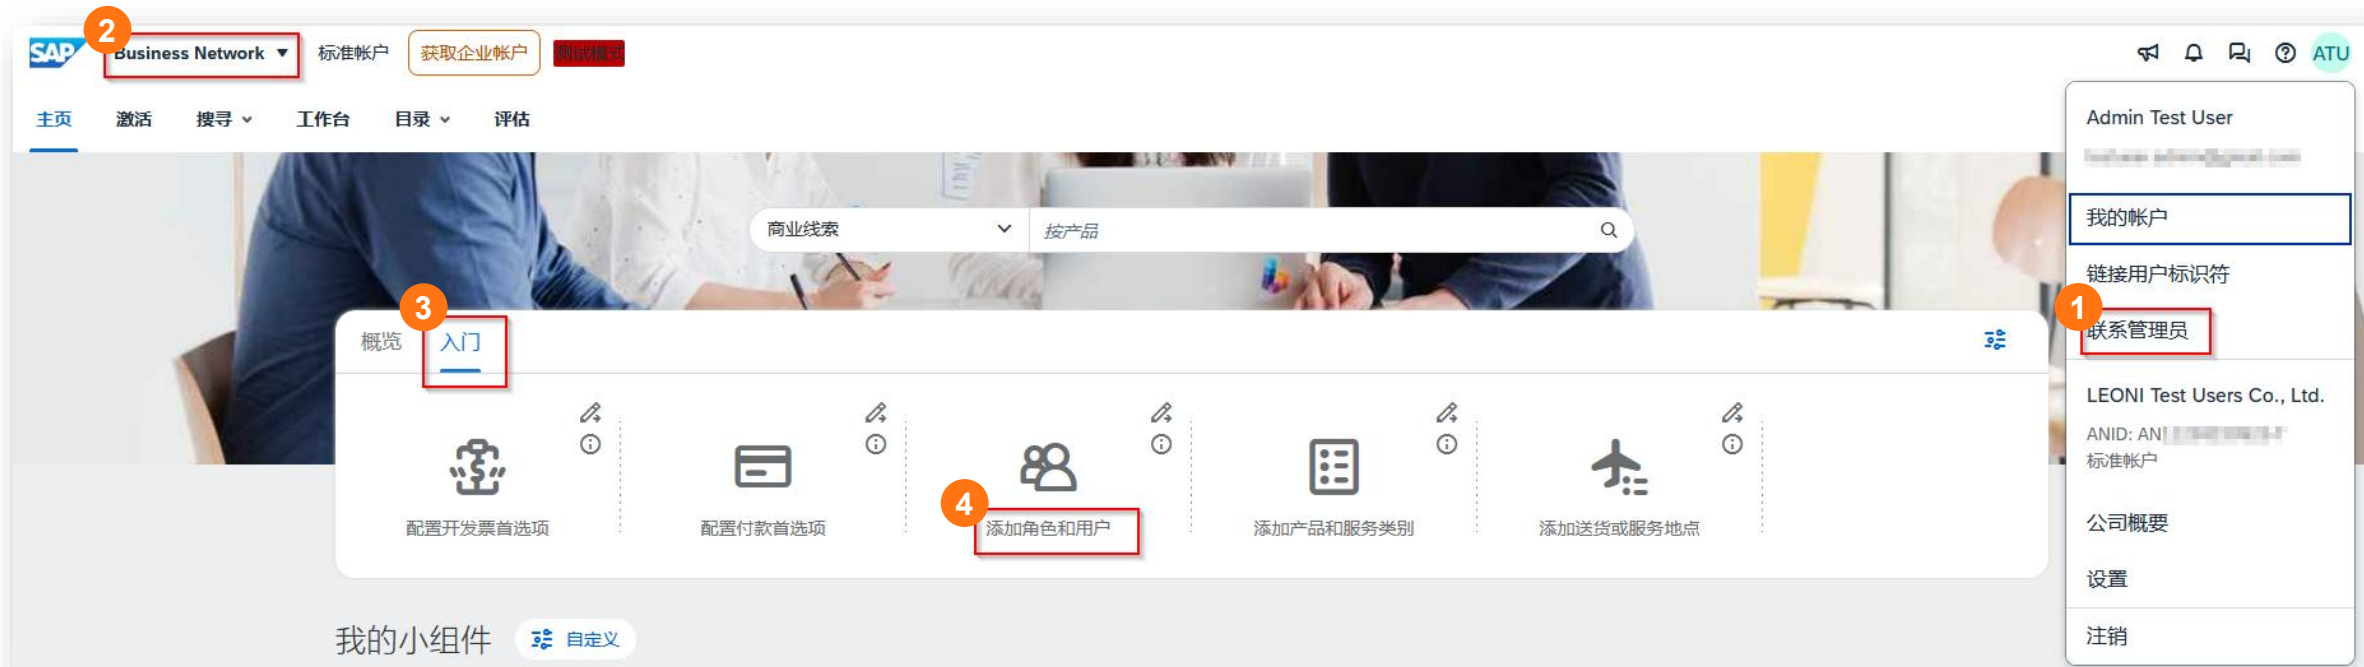 2
SAP Business Network 标准帐户 获取企业帐户 测试模式 ATU
主页 激活 搜寻 工作台 目录 评估
Admin Test User
商业线索 按产品
我的帐户
链接用户标识符
1
联系管理员
3
概览 入门
LEONI Test Users Co., Ltd.
ANID: AN
标准帐户
4
配置开发票首选项 配置付款首选项 添加角色和用户 添加产品和服务类别 添加送货或服务地点
公司概要
设置
我的小组件 自定义
注销